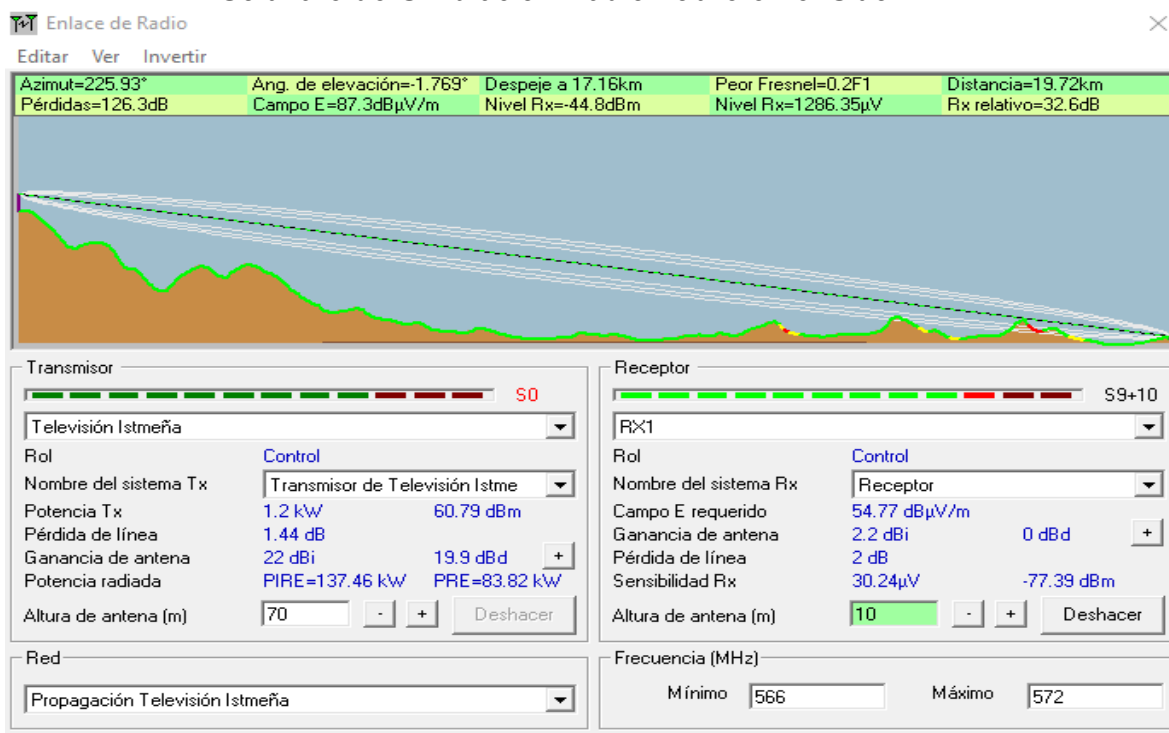 Enlace de Radio
Editar Ver Invertir
Azimut=225.93° Ang. de elevación=-1.769° Despeje a 17.16km Peor Fresnel=0.2F1 Distancia=19.72km
Pérdidas=126.3dB Campo E=87.3dBµV/m Nivel Rx=-44.8dBm Nivel Rx=1286.35µV Rx relativo=32.6dB
Transmisor
S0
Televisión Istmeña
Rol Control
Nombre del sistema Tx Transmisor de Televisión Istme
Potencia Tx 1.2 kW 60.79 dBm
Pérdida de línea 1.44 dB
Ganancia de antena 22 dBi 19.9 dBd +
Potencia radiada PIRE=137.46 kW PRE=83.82 kW
Altura de antena (m) 70 - + Deshacer
Receptor
S9+10
RX1
Rol Control
Nombre del sistema Rx Receptor
Campo E requerido 54.77 dBµV/m
Ganancia de antena 2.2 dBi 0 dBd +
Pérdida de línea 2 dB
Sensibilidad Rx 30.24µV -77.39 dBm
Altura de antena (m) 10 - + Deshacer
Red
Propagación Televisión Istmeña
Frecuencia (MHz)
Mínimo 566 Máximo 572